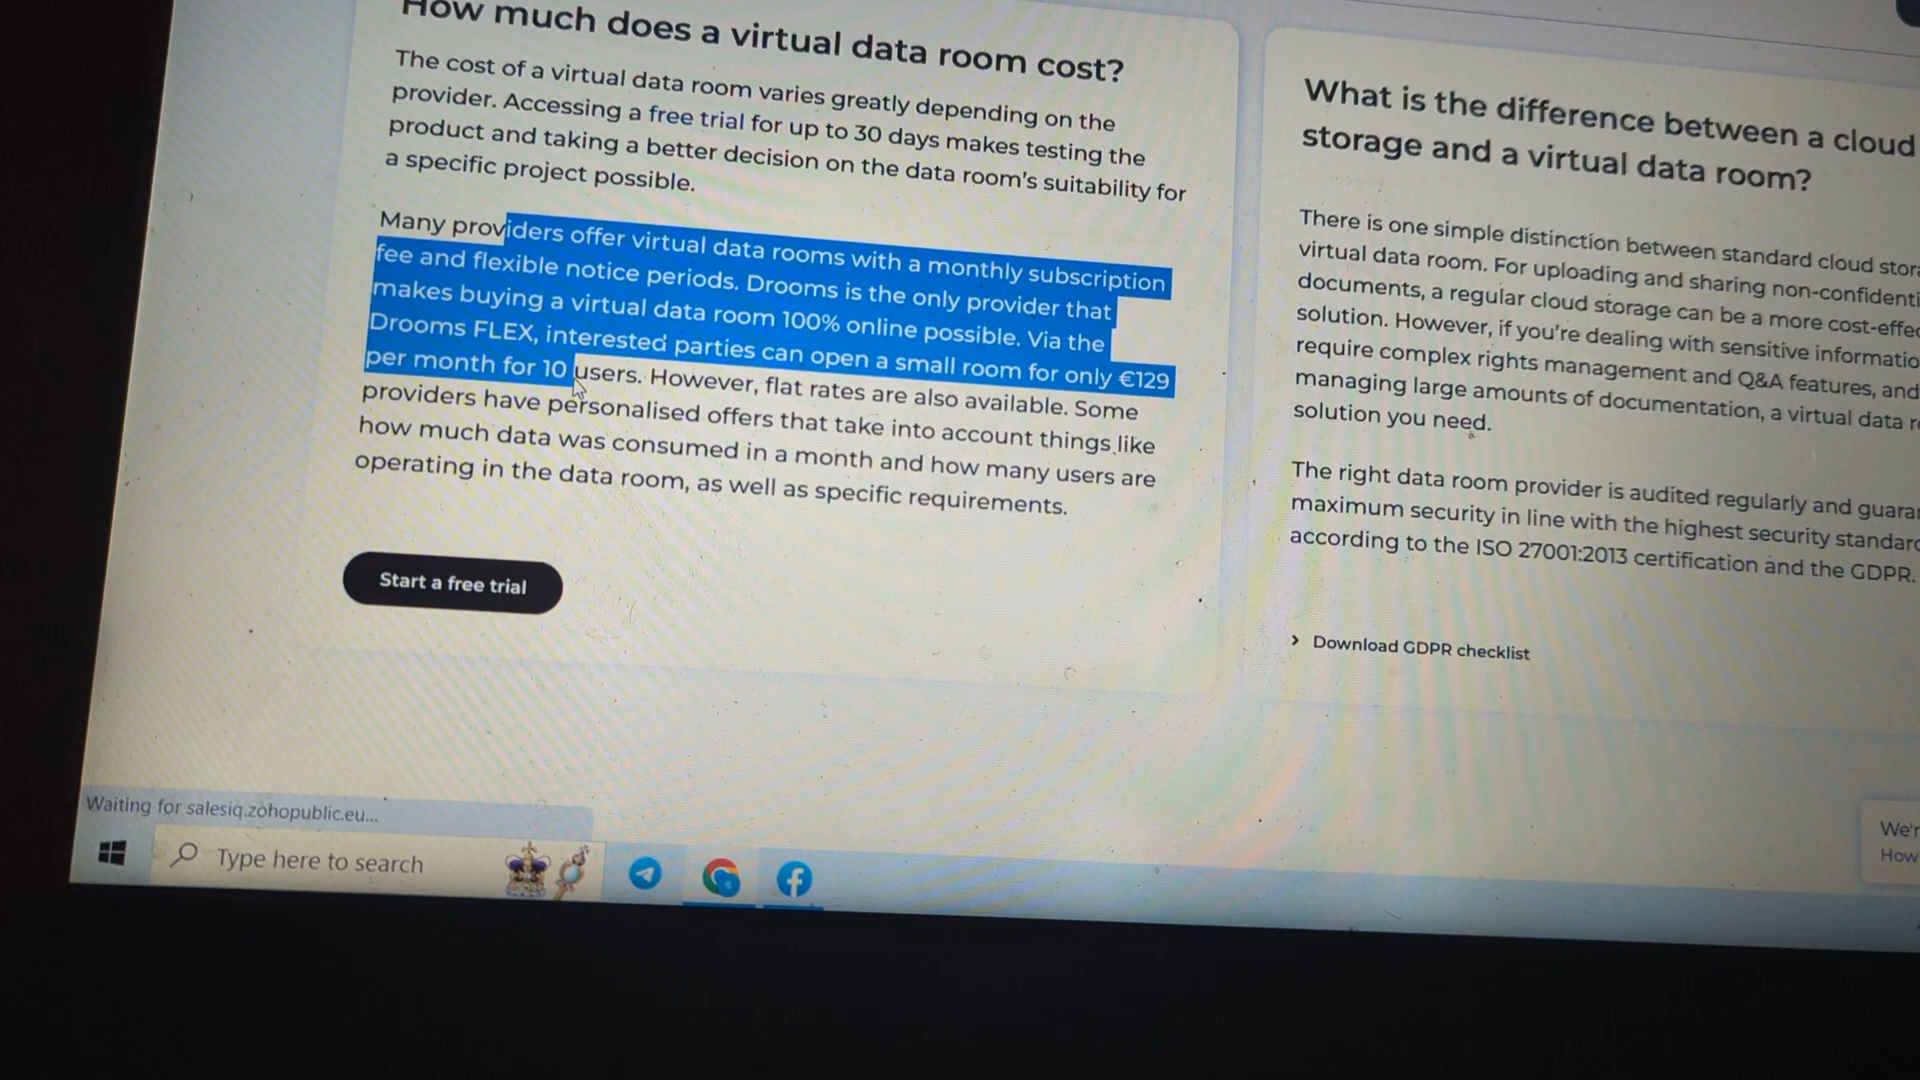 How much does a virtual data room cost?
The cost of a virtual data room varies greatly depending on the
provider. Accessing a free trial for up to 30 days makes testing the
product and taking a better decision on the data room's suitability for
a specific project possible.
Many providers offer virtual data rooms with a monthly subscription
fee and flexible notice periods. Drooms is the only provider that
makes buying a virtual data room 100% online possible. Via the
Drooms FLEX, interested parties can open a small room for only €129
per month for 10 users. However, flat rates are also available. Some
providers have personalised offers that take into account things like
how much data was consumed in a month and how many users are
operating in the data room, as well as specific requirements.
Start a free trial
What is the difference between a cloud
storage and a virtual data room?
There is one simple distinction between standard cloud
virtual data room. For uploading and sharing
documents, a regular cloud storage can be a more
solution. However, if you're dealing with sensitive
require complex rights management and Q&A features, and
managing large amounts of documentation, a virtual data
solution you need.
The right data room provider is audited regularly and
maximum security in line with the highest security
according to the ISO 27001:2013 certification and the GDPR.
> Download GDPR checklist
Waiting for salesiq.zohopublic.eu...
Type here to search
How